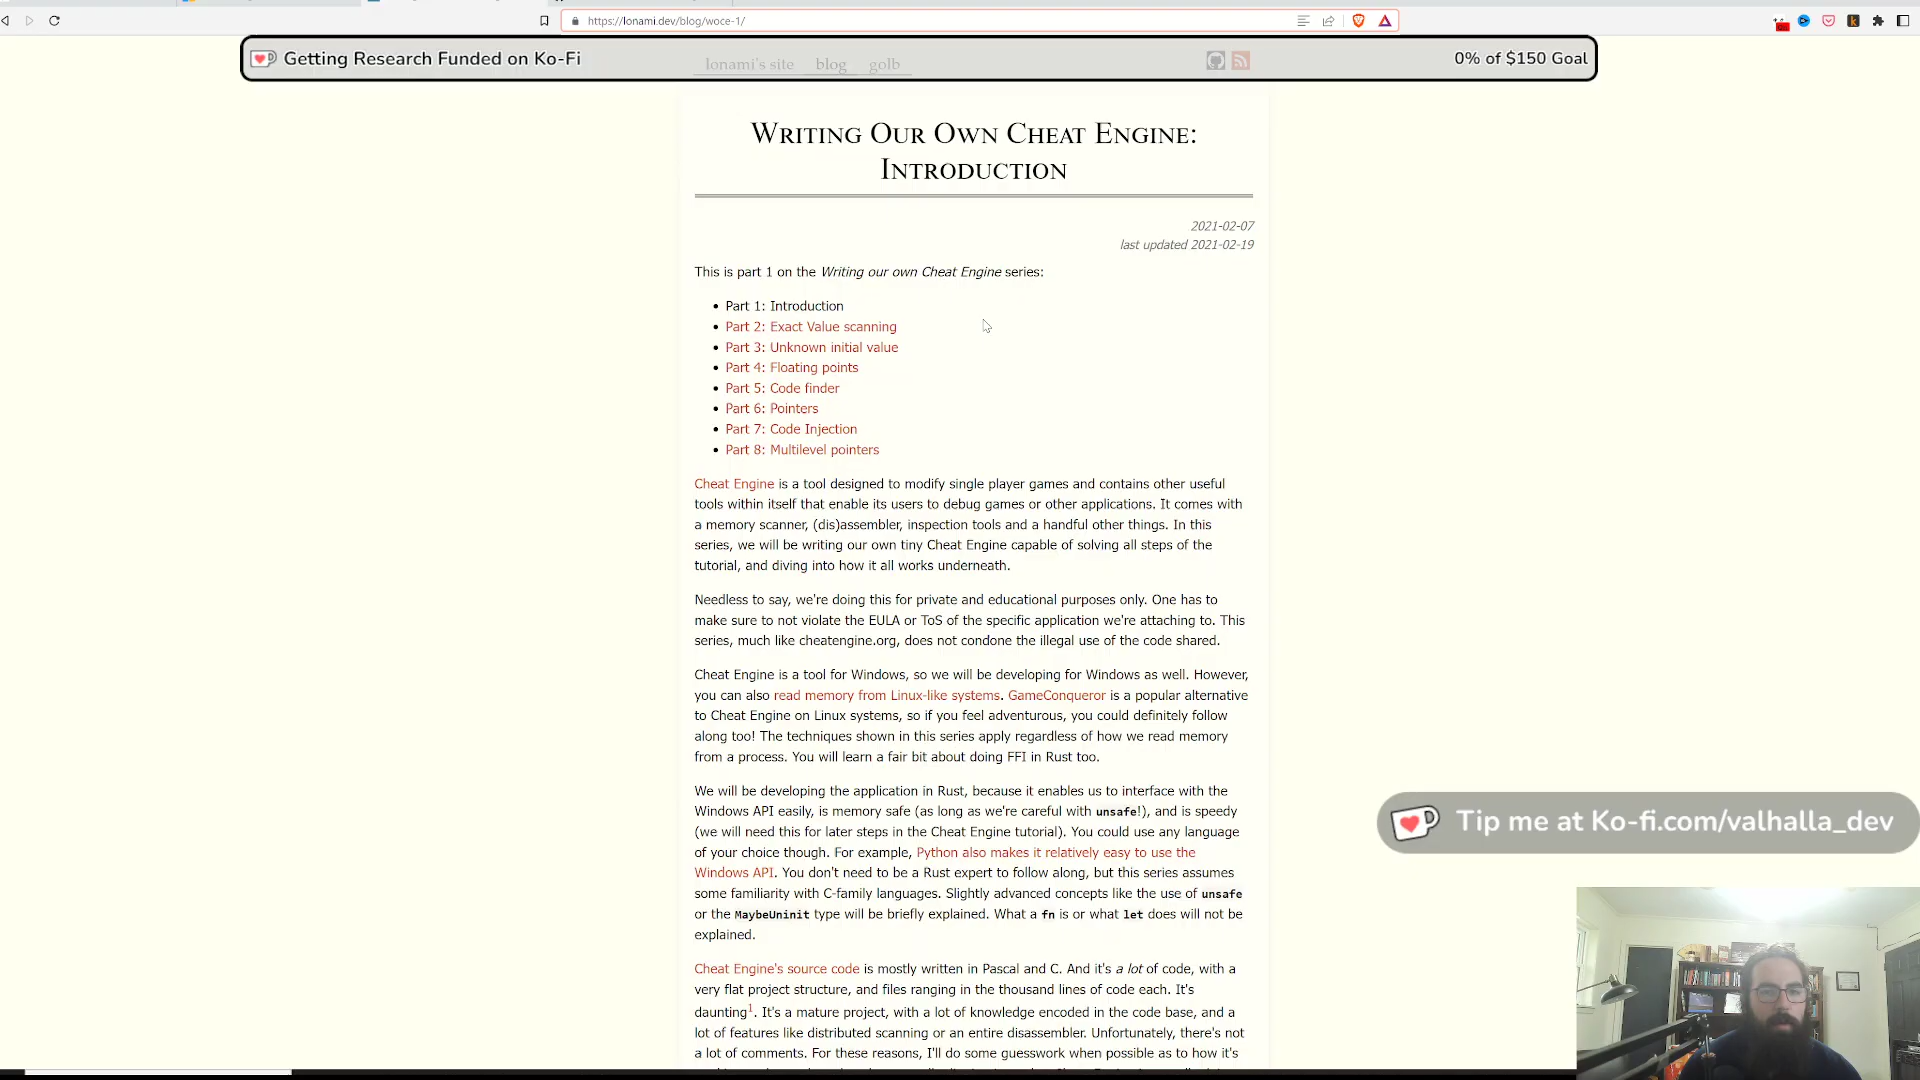 https://lonami.dev/blog/woce-1/
Getting Research Funded on Ko-Fi
0% of $150 Goal
lonami's site blog golb
Writing Our Own Cheat Engine:
Introduction
2021-02-07
last updated 2021-02-19
This is part 1 on the Writing our own Cheat Engine series:
• Part 1: Introduction
• Part 2: Exact Value scanning
• Part 3: Unknown initial value
• Part 4: Floating points
• Part 5: Code finder
• Part 6: Pointers
• Part 7: Code Injection
• Part 8: Multilevel pointers
Cheat Engine is a tool designed to modify single player games and contains other useful
tools within itself that enable its users to debug games or other applications. It comes with
a memory scanner, (dis)assembler, inspection tools and a handful other things. In this
series, we will be writing our own tiny Cheat Engine capable of solving all steps of the
tutorial, and diving into how it all works underneath.
Needless to say, we're doing this for private and educational purposes only. One has to
make sure to not violate the EULA or ToS of the specific application we're attaching to. This
series, much like cheatengine.org, does not condone the illegal use of the code shared.
Cheat Engine is a tool for Windows, so we will be developing for Windows as well. However,
you can also read memory from Linux-like systems. GameConqueror is a popular alternative
to Cheat Engine on Linux systems, so if you feel adventurous, you could definitely follow
along too! The techniques shown in this series apply regardless of how we read memory
from a process. You will learn a fair bit about doing FFI in Rust too.
We will be developing the application in Rust, because it enables us to interface with the
Windows API easily, is memory safe (as long as we're careful with unsafe!), and is speedy
(we will need this for later steps in the Cheat Engine tutorial). You could use any language
of your choice though. For example, Python also makes it relatively easy to use the
Windows API. You don't need to be a Rust expert to follow along, but this series assumes
some familiarity with C-family languages. Slightly advanced concepts like the use of unsafe
or the MaybeUninit type will be briefly explained. What a fn is or what let does will not be
explained.
Cheat Engine's source code is mostly written in Pascal and C. And it's a lot of code, with a
very flat project structure, and files ranging in the thousand lines of code each. It's
daunting1. It's a mature project, with a lot of knowledge encoded in the code base, and a
lot of features like distributed scanning or an entire disassembler. Unfortunately, there's not
a lot of comments. For these reasons, I'll do some guesswork when possible as to how it's
Tip me at Ko-fi.com/valhalla_dev